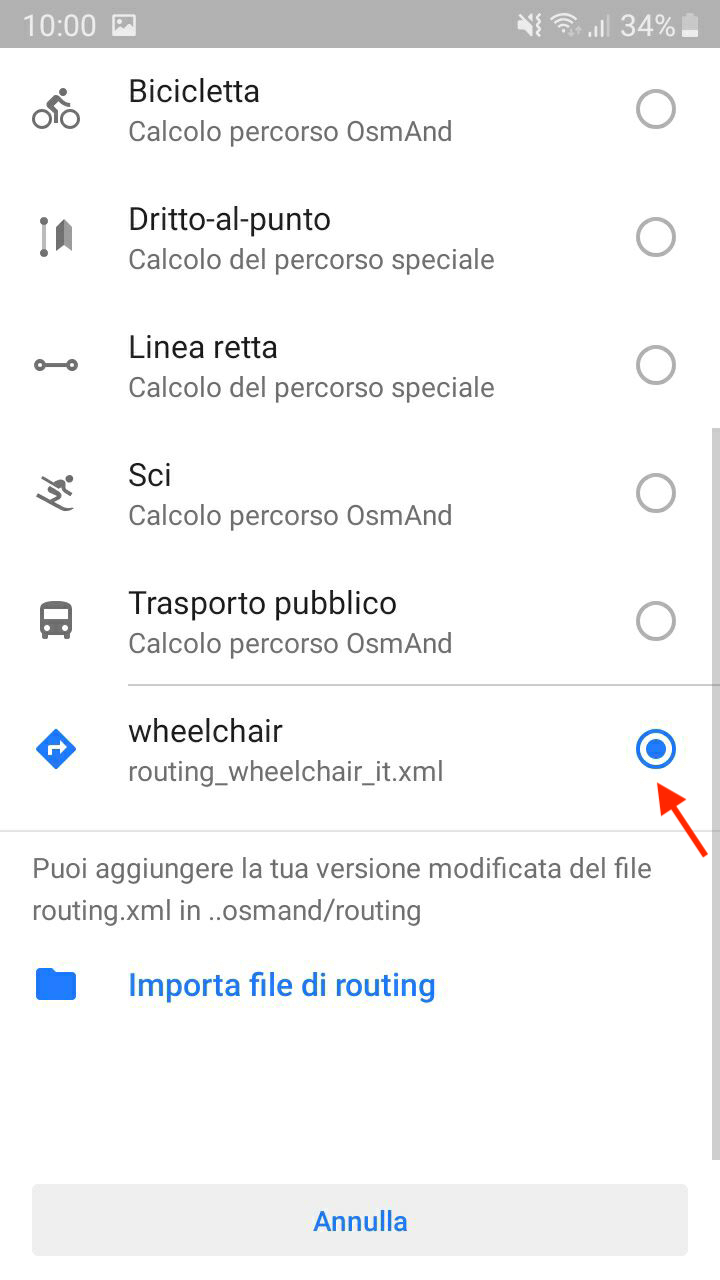 10:00 34%
Bicicletta
Calcolo percorso OsmAnd
Dritto-al-punto
Calcolo del percorso speciale
Linea retta
Calcolo del percorso speciale
Sci
Calcolo percorso OsmAnd
Trasporto pubblico
Calcolo percorso OsmAnd
wheelchair
routing_wheelchair_it.xml
Puoi aggiungere la tua versione modificata del file
routing.xml in ..osmand/routing
Importa file di routing
Annulla